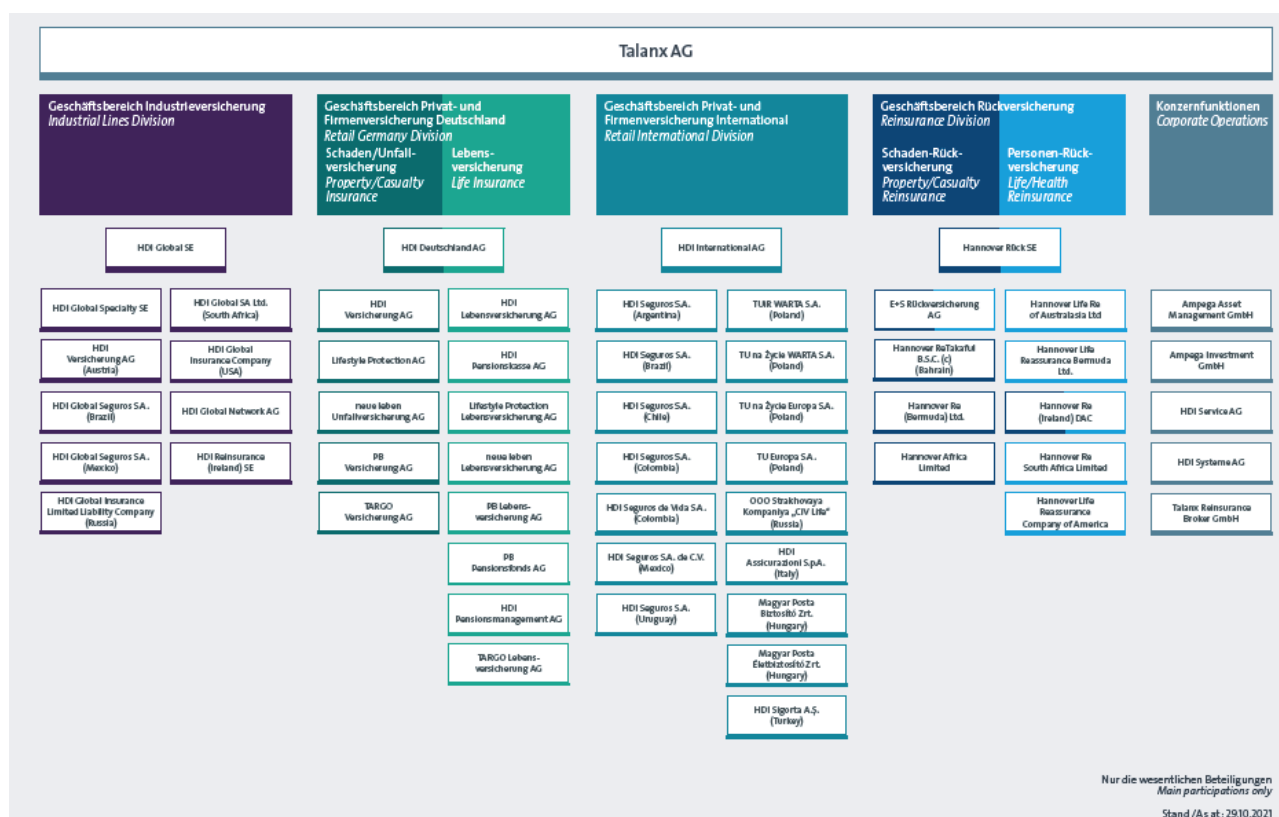 Talanx AG
Geschäftsbereich Industrieversicherung
Industrial Lines Division
Geschäftsbereich Privat- und
Firmenversicherung Deutschland
Retail Germany Division
Schaden/Unfall-
versicherung
Property/Casualty
Insurance
Lebens-
versicherung
Life Insurance
Geschäftsbereich Privat- und
Firmenversicherung International
Retail International Division
Geschäftsbereich Rückversicherung
Reinsurance Division
Schaden-Rück-
versicherung
Property/Casualty
Reinsurance
Personen-Rück-
versicherung
Life/Health
Reinsurance
Konzernfunktionen
Corporate Operations
HDI Global SE
HDI Deutschland AG
HDI International AG
Hannover Rück SE
HDI Global Specialty SE
HDI
Versicherung AG
(Austria)
HDI Global Seguros S.A.
(Brazil)
HDI Global Seguros S.A.
(Mexico)
HDI Global Insurance
Limited Liability Company
(Russia)
HDI Global SA Ltd.
(South Africa)
HDI Global
Insurance Company
(USA)
HDI Global Network AG
HDI Reinsurance
(Ireland) SE
HDI
Versicherung AG
Lifestyle Protection AG
neue leben
Unfallversicherung AG
PB
Versicherung AG
TARGO
Versicherung AG
HDI
Lebensversicherung AG
HDI
Pensionskasse AG
Lifestyle Protection
Lebensversicherung AG
neue leben
Lebensversicherung AG
PB Lebens-
versicherung AG
PB
Pensionsfonds AG
HDI
Pensionsmanagement AG
TARGO Lebens-
versicherung AG
HDI Seguros S.A.
(Argentina)
HDI Seguros S.A.
(Brazil)
HDI Seguros S.A.
(Chile)
HDI Seguros S.A.
(Colombia)
HDI Seguros de Vida S.A.
(Colombia)
HDI Seguros S.A. de C.V.
(Mexico)
HDI Seguros S.A.
(Uruguay)
TUiR WARTA S.A.
(Poland)
TU na Życie WARTA S.A.
(Poland)
TU na Życie Europa S.A.
(Poland)
TU Europa S.A.
(Poland)
OOO Strakhovaya
Kompaniya „CiV Life“
(Russia)
HDI
Assicurazioni S.p.A.
(Italy)
Magyar Posta
Biztosító Zrt.
(Hungary)
Magyar Posta
Életbiztosító Zrt.
(Hungary)
HDI Sigorta A.Ş.
(Turkey)
E+S Rückversicherung
AG
Hannover ReTakaful
B.S.C. (c)
(Bahrain)
Hannover Re
(Bermuda) Ltd.
Hannover Africa
Limited
Hannover Life Re
of Australasia Ltd
Hannover Life
Reassurance Bermuda
Ltd.
Hannover Re
(Ireland) DAC
Hannover Re
South Africa Limited
Hannover Life
Reassurance
Company of America
Ampega Asset
Management GmbH
Ampega Investment
GmbH
HDI Service AG
HDI Systeme AG
Talanx Reinsurance
Broker GmbH
Nur die wesentlichen Beteiligungen
Main participations only
Stand /As at: 29.10.2021